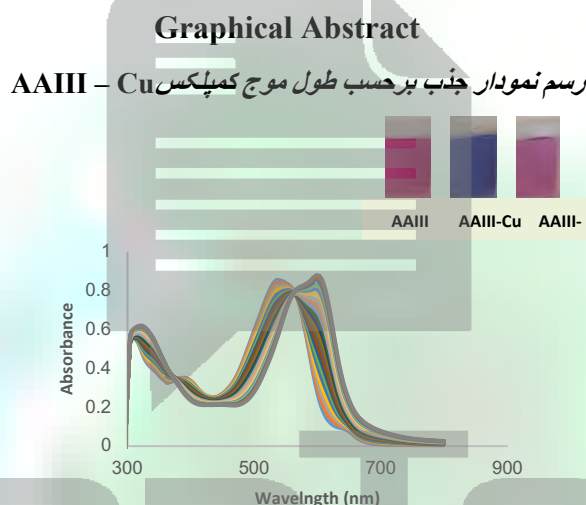 Graphical Abstract
رسم نمودار جذب برحسب طول موج کمپلکس AAIII – Cu
AAIII AAIII-Cu AAIII-
1
0.8
0.6
0.4
0.2
0
Absorbance
300 500 700 900
Wavelngth (nm)